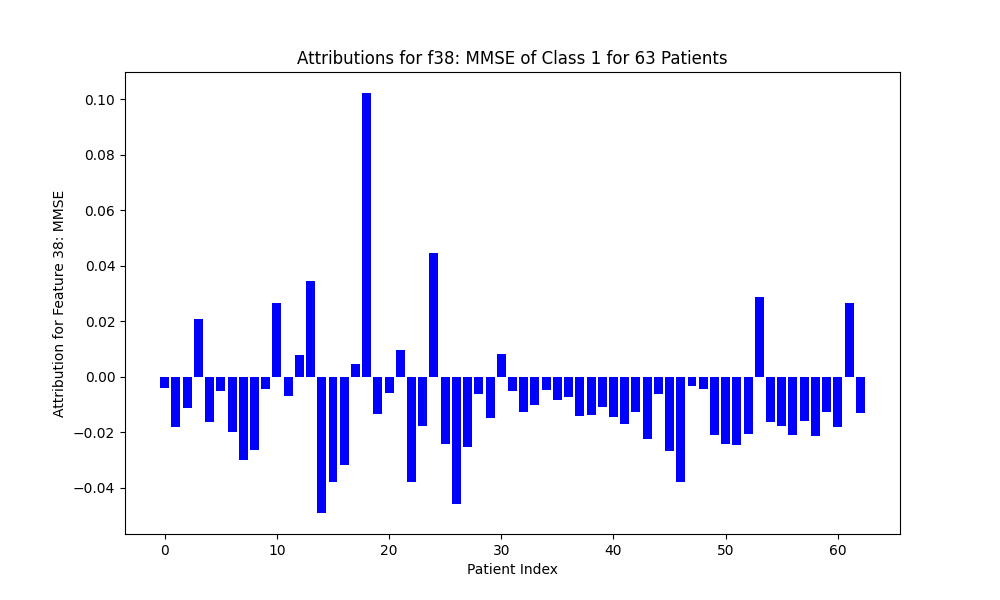 Attributions for f38: MMSE of Class 1 for 63 Patients
Attribution for Feature 38: MMSE
0.10
0.08
0.06
0.04
0.02
0.00
−0.02
−0.04
0 10 20 30 40 50 60
Patient Index